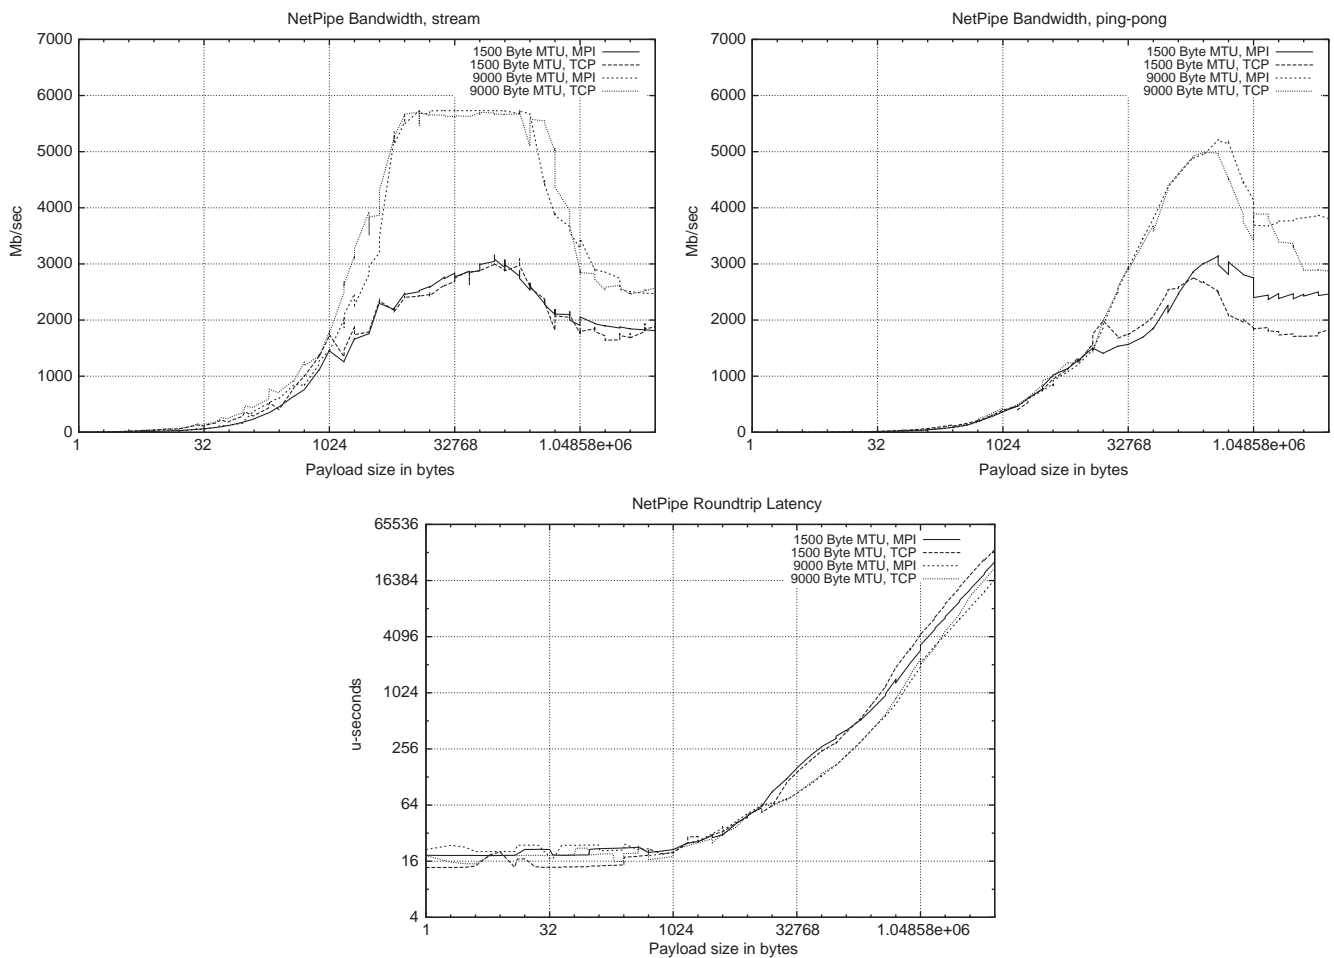 NetPipe Bandwidth, stream
7000
6000
5000
4000
3000
2000
1000
0
Mb/sec
1500 Byte MTU, MPI
1500 Byte MTU, TCP
9000 Byte MTU, MPI
9000 Byte MTU, TCP
1 32 1024 32768 1.04858e+06
Payload size in bytes
NetPipe Bandwidth, ping-pong
7000
6000
5000
4000
3000
2000
1000
0
Mb/sec
1500 Byte MTU, MPI
1500 Byte MTU, TCP
9000 Byte MTU, MPI
9000 Byte MTU, TCP
1 32 1024 32768 1.04858e+06
Payload size in bytes
NetPipe Roundtrip Latency
65536
16384
4096
1024
256
64
16
4
u-seconds
1500 Byte MTU, MPI
1500 Byte MTU, TCP
9000 Byte MTU, MPI
9000 Byte MTU, TCP
1 32 1024 32768 1.04858e+06
Payload size in bytes